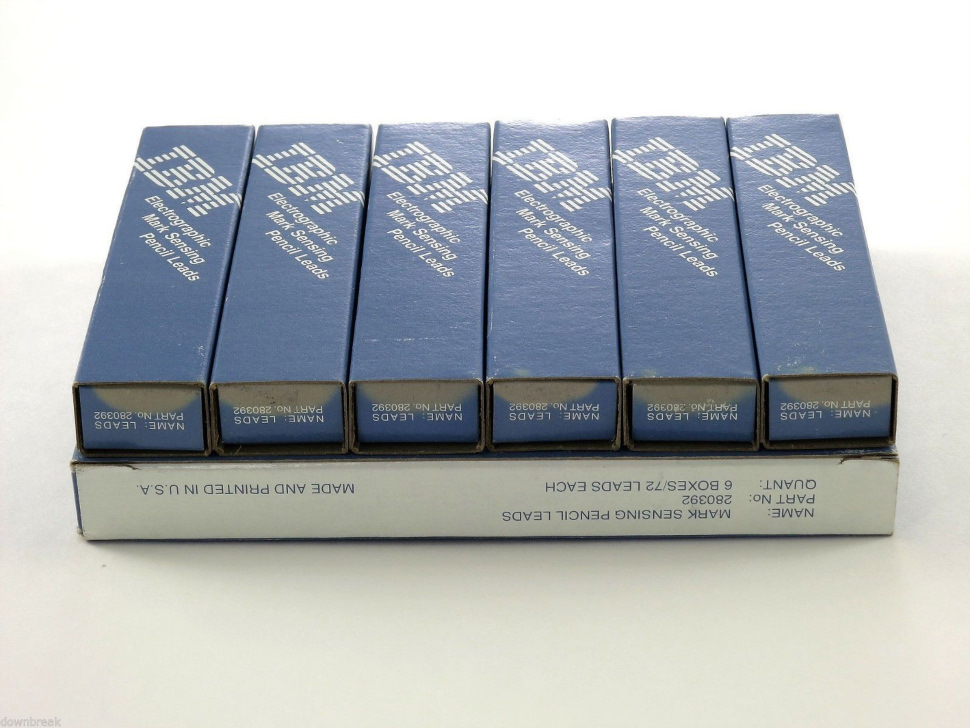 IBM
Electrographic
Mark Sensing
Pencil Leads
IBM
Electrographic
Mark Sensing
Pencil Leads
IBM
Electrographic
Mark Sensing
Pencil Leads
IBM
Electrographic
Mark Sensing
Pencil Leads
IBM
Electrographic
Mark Sensing
Pencil Leads
IBM
Electrographic
Mark Sensing
Pencil Leads
NAME: LEADS
PART No. 280392
NAME: LEADS
PART No. 280392
NAME: LEADS
PART No. 280392
NAME: LEADS
PART No. 280392
NAME: LEADS
PART No. 280392
NAME: LEADS
PART No. 280392
NAME: MARK SENSING PENCIL LEADS
PART No: 280392
QUANT: 6 BOXES/72 LEADS EACH
MADE AND PRINTED IN U.S.A.
downbreak